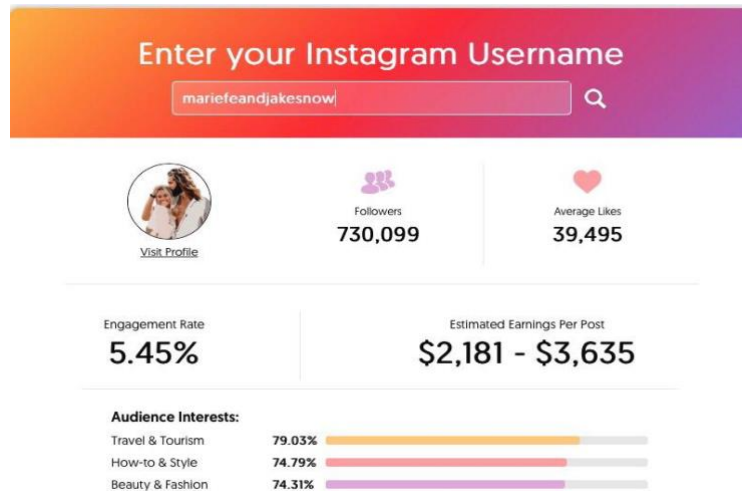 Enter your Instagram Username
mariefeandjakesnow
Visit Profile
Followers
730,099
Average Likes
39,495
Engagement Rate
5.45%
Estimated Earnings Per Post
$2,181 - $3,635
Audience Interests:
Travel & Tourism 79.03%
How-to & Style 74.79%
Beauty & Fashion 74.31%